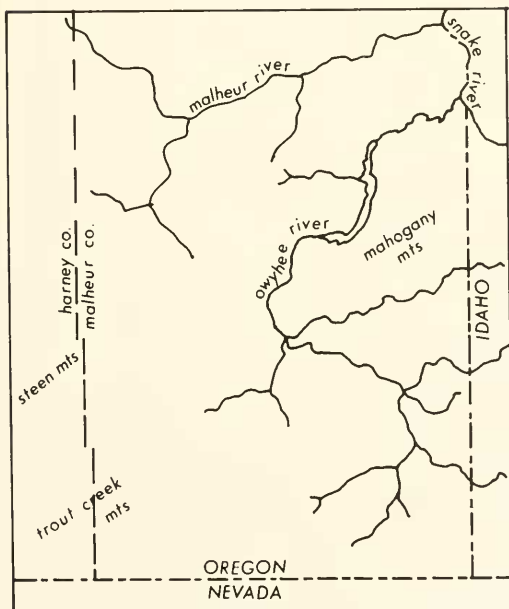 snake river
malheur river
owyhee river
mahogany
mts
harney co.
malheur co.
IDAHO
steen mts
trout creek
mts
OREGON
NEVADA